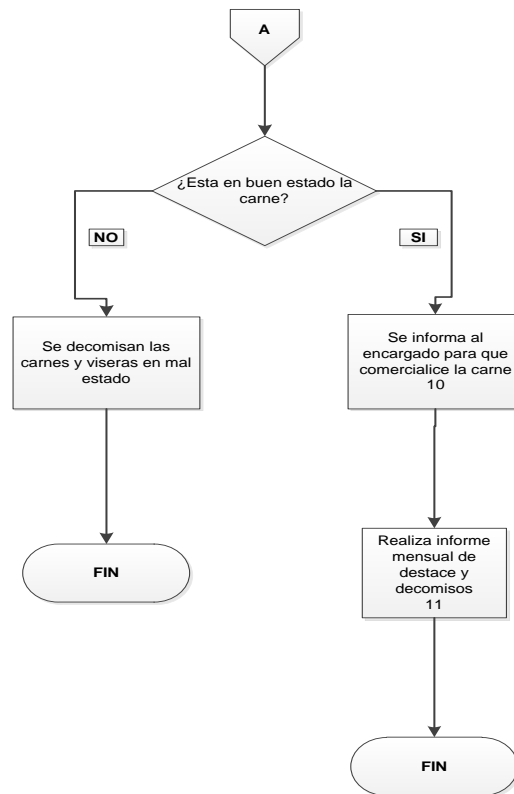 A
¿Esta en buen estado la
carne?
NO
SI
Se decomisan las
carnes y viseras en mal
estado
Se informa al
encargado para que
comercialice la carne
10
FIN
Realiza informe
mensual de
destace y
decomisos
11
FIN